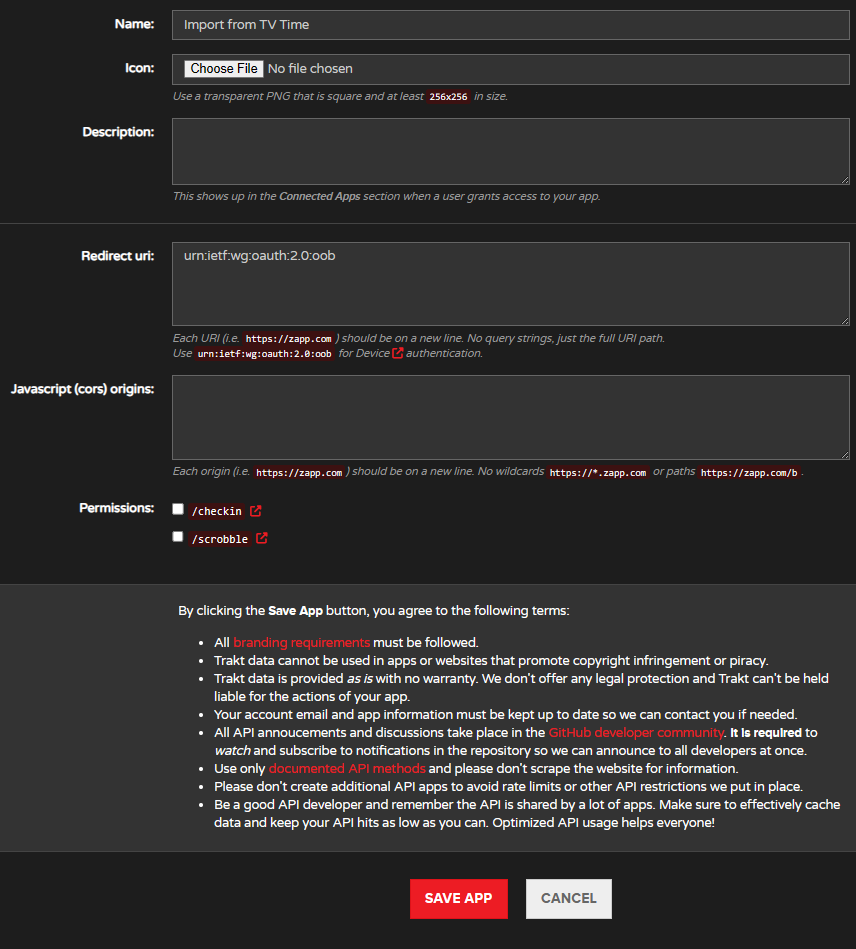 Name: Import from TV Time
Icon: Choose File No file chosen
Use a transparent PNG that is square and at least 256x256 in size.
Description:
This shows up in the Connected Apps section when a user grants access to your app.
Redirect uri: urn:ietf:wg:oauth:2.0:oob
Each URI (i.e. https://zapp.com ) should be on a new line. No query strings, just the full URI path.
Use urn:ietf:wg:oauth:2.0:oob for Device authentication.
Javascript (cors) origins:
Each origin (i.e. https://zapp.com ) should be on a new line. No wildcards https://*.zapp.com or paths https://zapp.com/b .
Permissions: /checkin
/scrobble
By clicking the Save App button, you agree to the following terms:
• All branding requirements must be followed.
• Trakt data cannot be used in apps or websites that promote copyright infringement or piracy.
• Trakt data is provided as is with no warranty. We don't offer any legal protection and Trakt can't be held
liable for the actions of your app.
• Your account email and app information must be kept up to date so we can contact you if needed.
• All API annoucements and discussions take place in the GitHub developer community. It is required to
watch and subscribe to notifications in the repository so we can announce to all developers at once.
• Use only documented API methods and please don't scrape the website for information.
• Please don't create additional API apps to avoid rate limits or other API restrictions we put in place.
• Be a good API developer and remember the API is shared by a lot of apps. Make sure to effectively cache
data and keep your API hits as low as you can. Optimized API usage helps everyone!
SAVE APP CANCEL